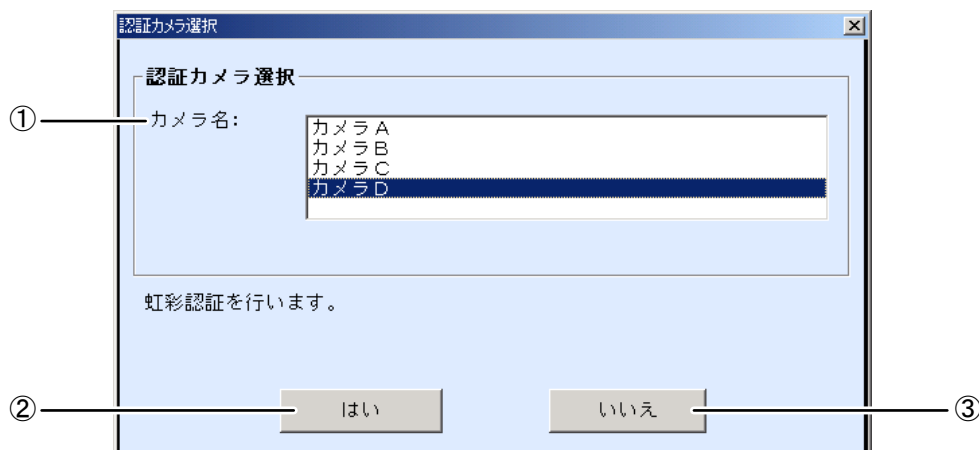 認証カメラ選択
認証カメラ選択
① カメラ名:
カメラA
カメラB
カメラC
カメラD
虹彩認証を行います。
② はい いいえ ③